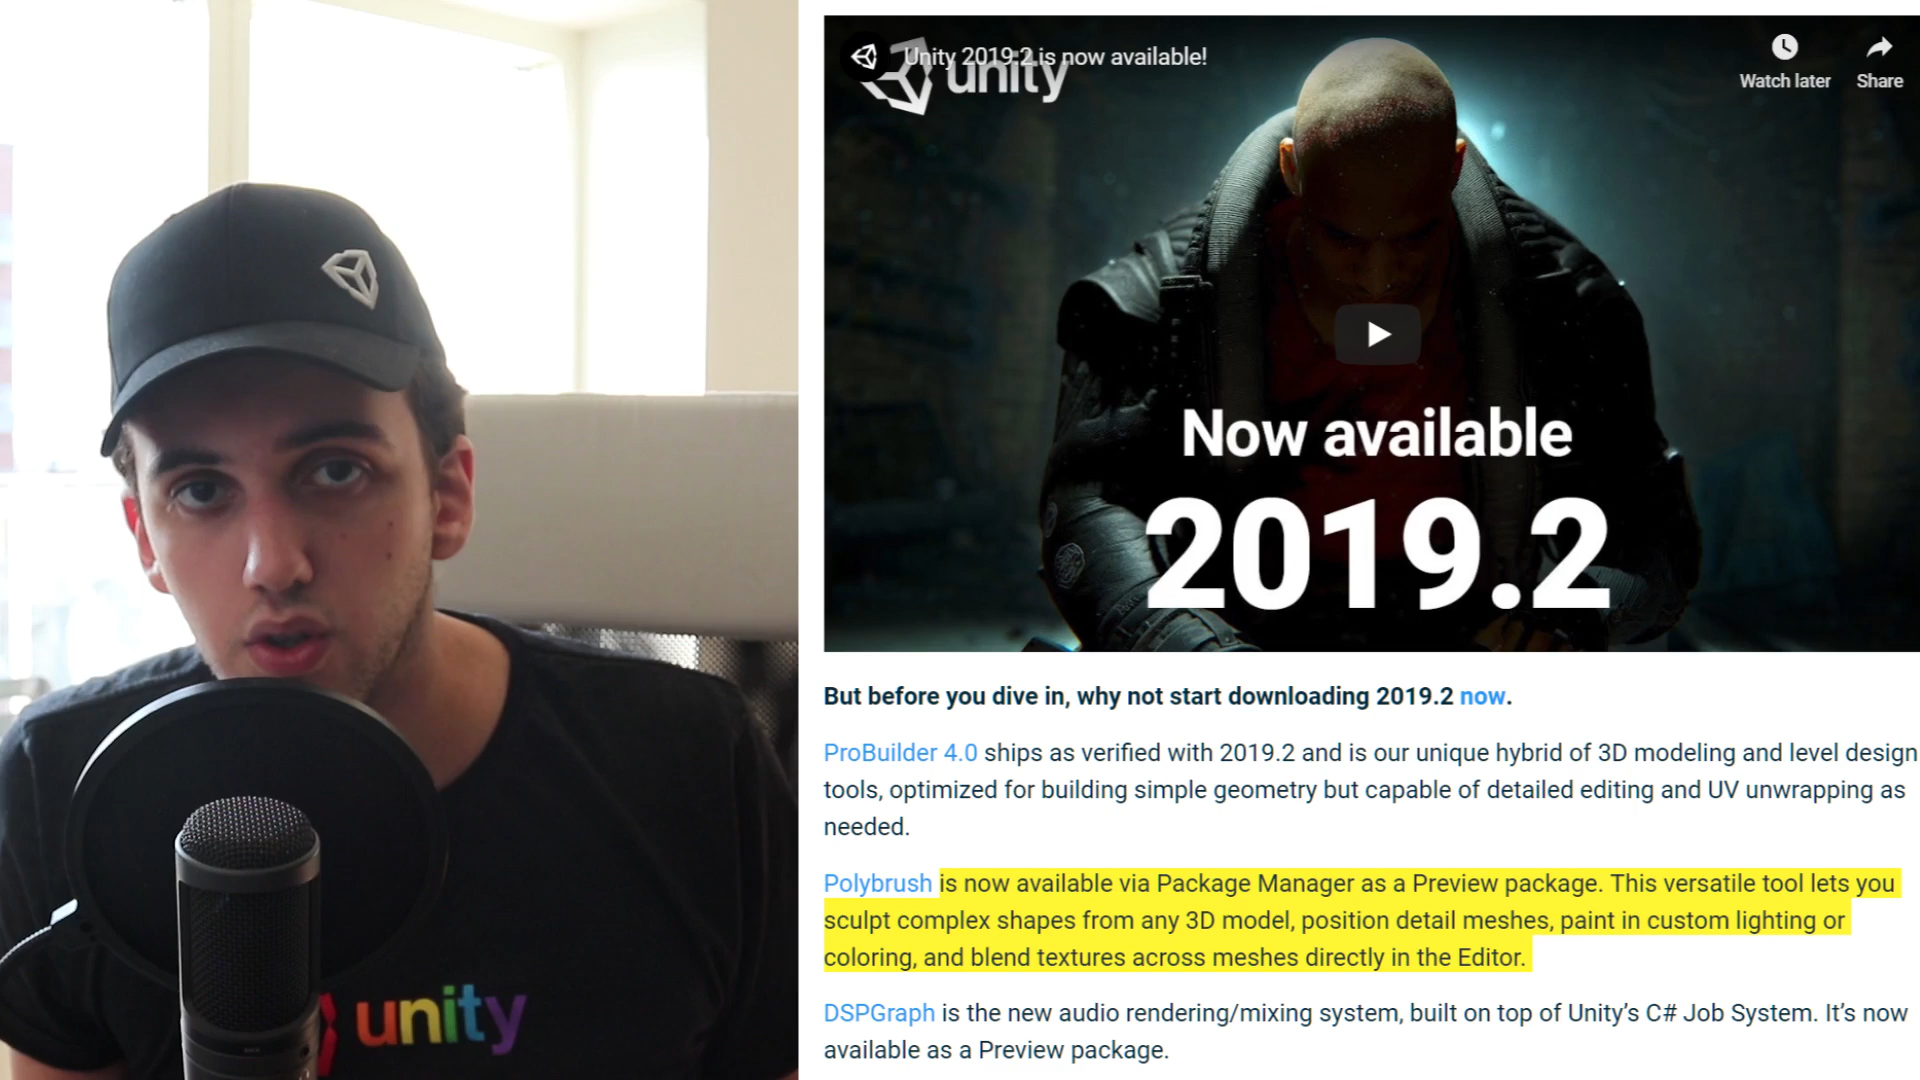 Unity 2019.2 is now available!
unity
Watch later
Share
Now available
2019.2
But before you dive in, why not start downloading 2019.2 now.
ProBuilder 4.0 ships as verified with 2019.2 and is our unique hybrid of 3D modeling and level design
tools, optimized for building simple geometry but capable of detailed editing and UV unwrapping as
needed.
Polybrush is now available via Package Manager as a Preview package. This versatile tool lets you
sculpt complex shapes from any 3D model, position detail meshes, paint in custom lighting or
coloring, and blend textures across meshes directly in the Editor.
DSPGraph is the new audio rendering/mixing system, built on top of Unity’s C# Job System. It’s now
available as a Preview package.
unity